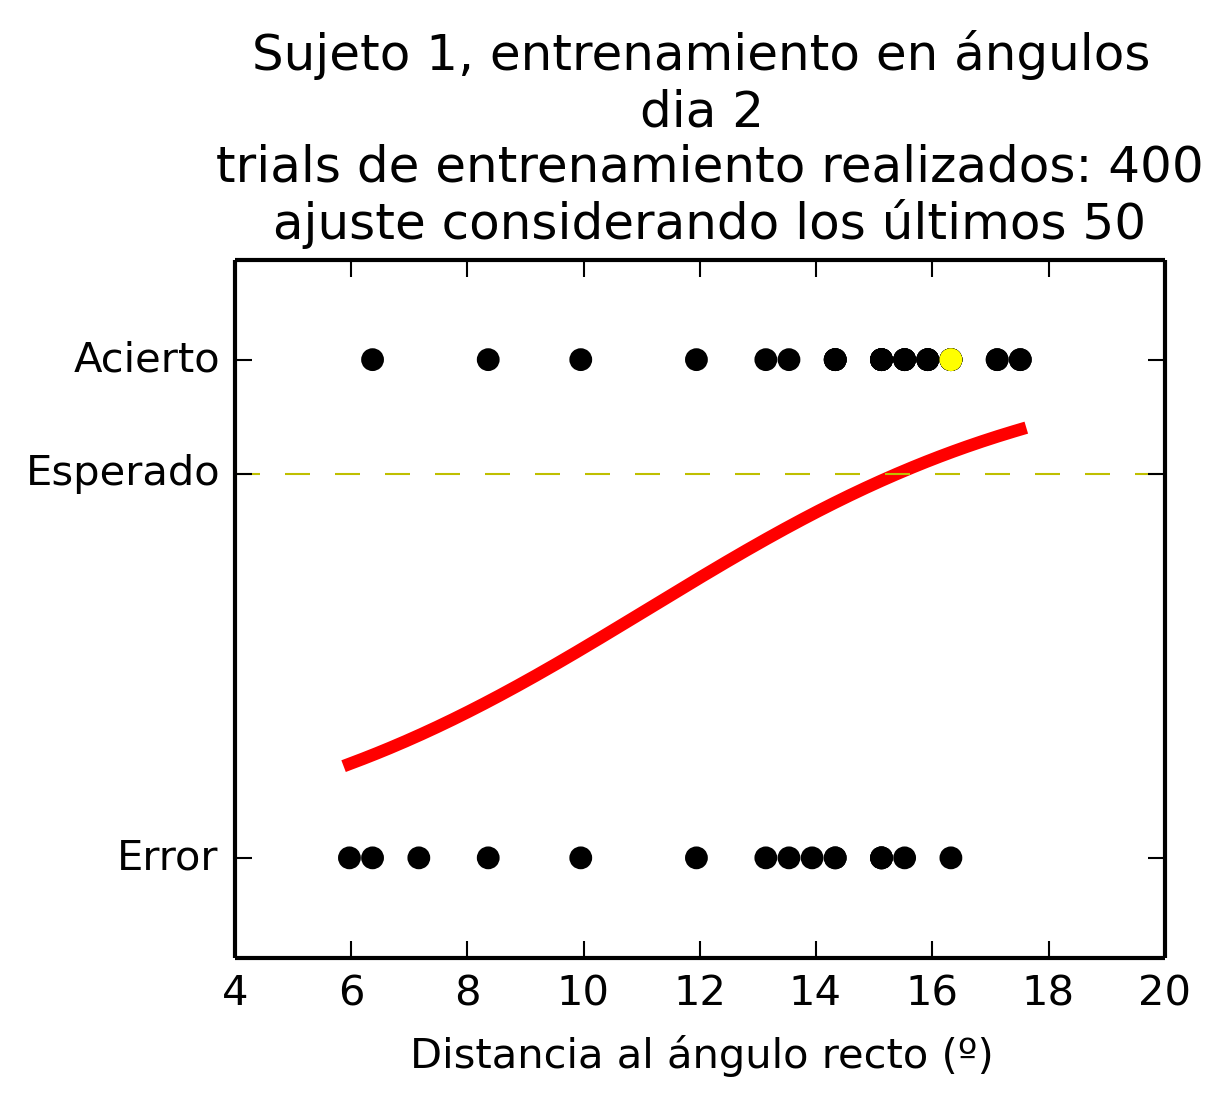 Sujeto 1, entrenamiento en ángulos
dia 2
trials de entrenamiento realizados: 400
ajuste considerando los últimos 50
Acierto
Esperado
Error
4 6 8 10 12 14 16 18 20
Distancia al ángulo recto (º)